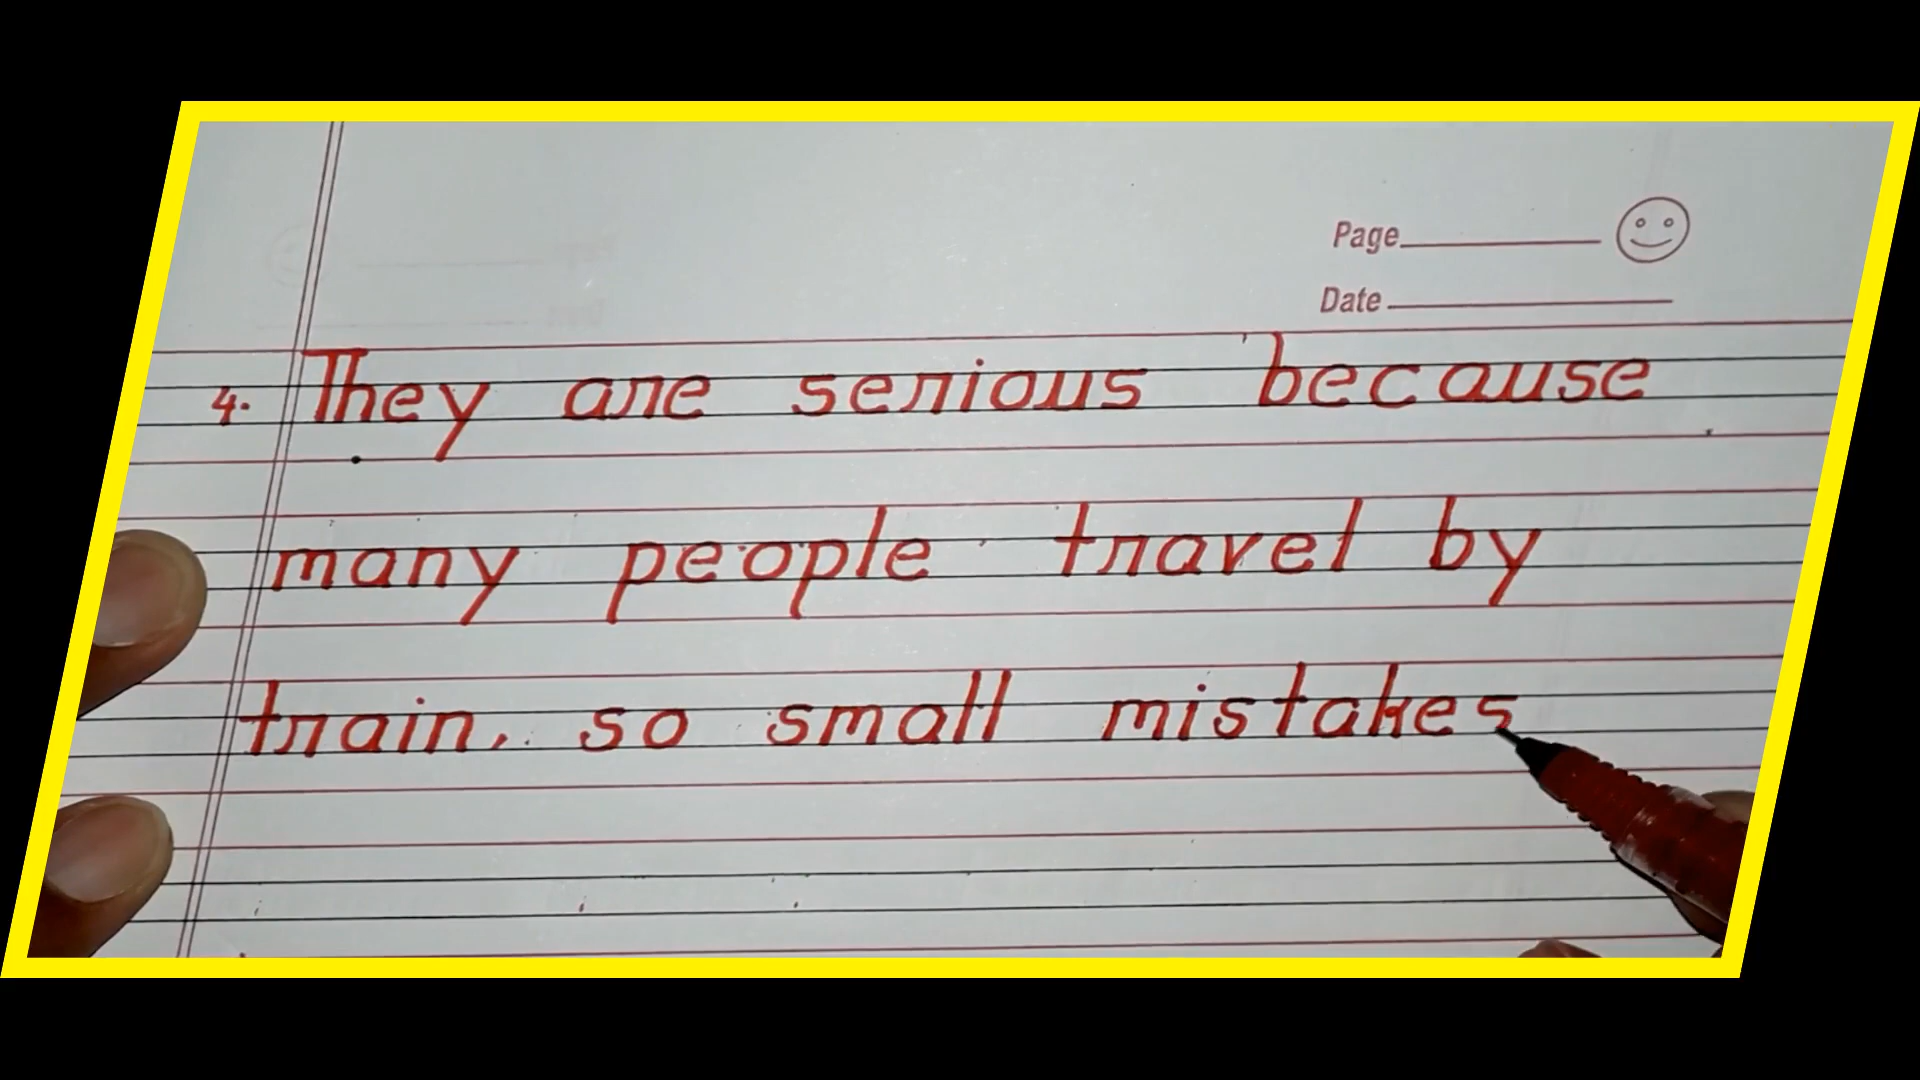 Page
Date
4. They are serious because
many people travel by
train, so small mistakes